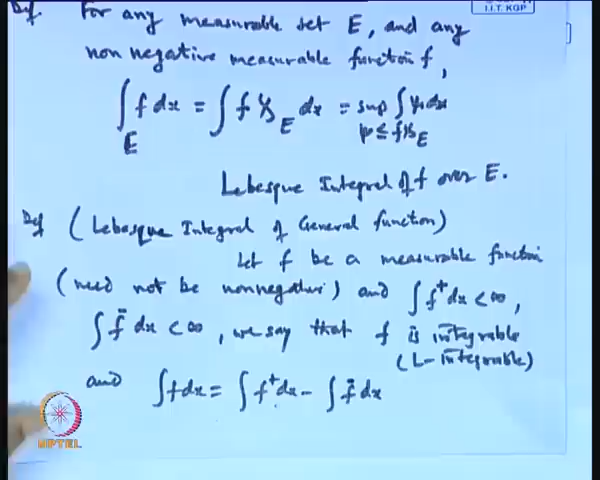 Def. For any measurable set E, and any
I.I.T. KGP
non negative measurable function f,
∫_E f dx = ∫ f χ_E dx = sup_{ψ ≤ fχ_E} ∫ ψ dx
Lebesgue Integral of f over E.
Def (Lebesgue Integral of General function)
Let f be a measurable function
(need not be nonnegative) and ∫ f⁺ dx < ∞,
∫ f⁻ dx < ∞, we say that f is integrable
(L-integrable)
and ∫ f dx = ∫ f⁺ dx - ∫ f⁻ dx
NPTEL